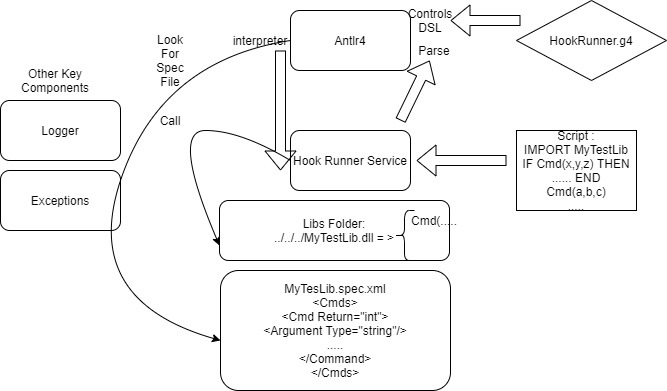 Controls
DSL
Look
For
Spec
File
interpreter
Antlr4
HookRunner.g4
Parse
Other Key
Components
Logger
Call
Script :
IMPORT MyTestLib
IF Cmd(x,y,z) THEN
...... END
Cmd(a,b,c)
.....
Hook Runner Service
Exceptions
Libs Folder:
../../../MyTestLib.dll = >
Cmd(.....
MyTesLib.spec.xml
<Cmds>
<Cmd Return="int">
<Argument Type="string"/>
.....
</Command>
</Cmds>